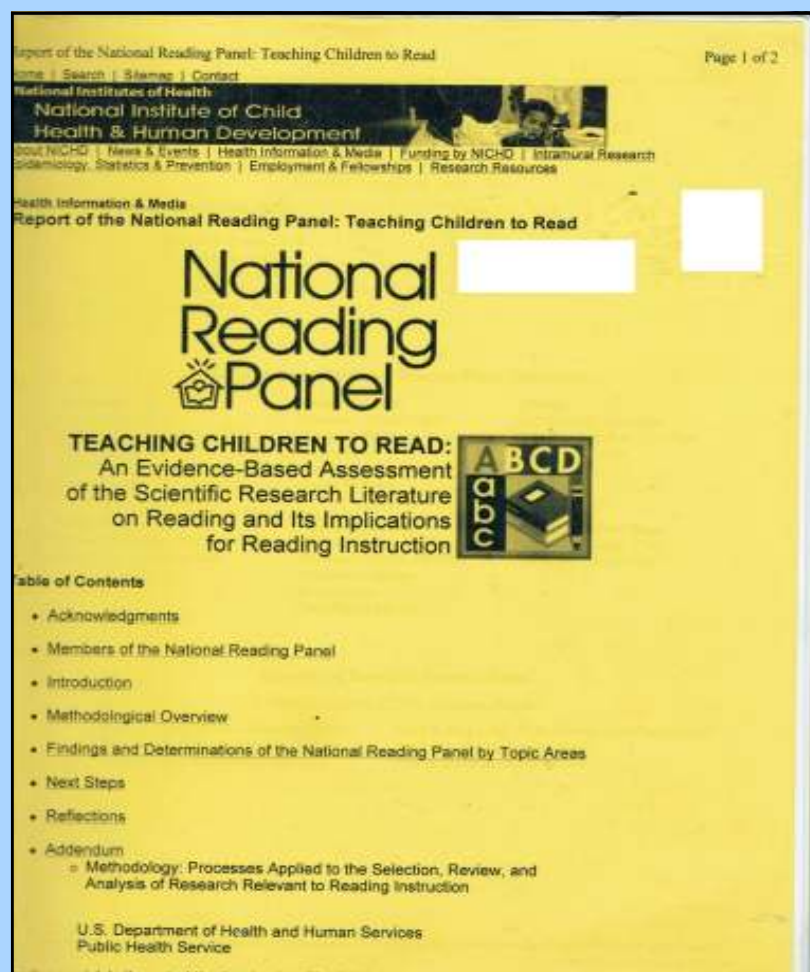 Report of the National Reading Panel: Teaching Children to Read Page 1 of 2
Home | Search | Sitemap | Contact
National Institutes of Health
National Institute of Child
Health & Human Development
About NICHD | News & Events | Health Information & Media | Funding by NICHD | Intramural Research
Epidemiology, Statistics & Prevention | Employment & Fellowships | Research Resources
Health Information & Media
Report of the National Reading Panel: Teaching Children to Read
National
Reading
Panel
TEACHING CHILDREN TO READ:
An Evidence-Based Assessment
of the Scientific Research Literature
on Reading and Its Implications
for Reading Instruction
A B C D
a
b
c
Table of Contents
• Acknowledgments
• Members of the National Reading Panel
• Introduction
• Methodological Overview
• Findings and Determinations of the National Reading Panel by Topic Areas
• Next Steps
• Reflections
• Addendum
○ Methodology: Processes Applied to the Selection, Review, and
Analysis of Research Relevant to Reading Instruction
U.S. Department of Health and Human Services
Public Health Service